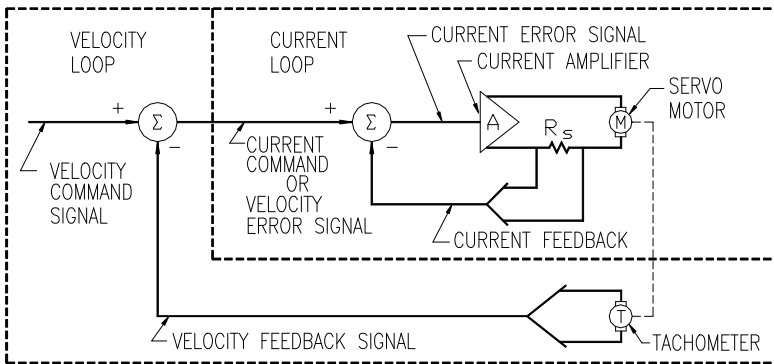 VELOCITY
LOOP
CURRENT
LOOP
CURRENT ERROR SIGNAL
CURRENT AMPLIFIER
SERVO
MOTOR
+
Σ
−
+
Σ
−
A
R S
M
VELOCITY
COMMAND
SIGNAL
CURRENT
COMMAND
OR
VELOCITY
ERROR SIGNAL
CURRENT FEEDBACK
VELOCITY FEEDBACK SIGNAL
T
TACHOMETER